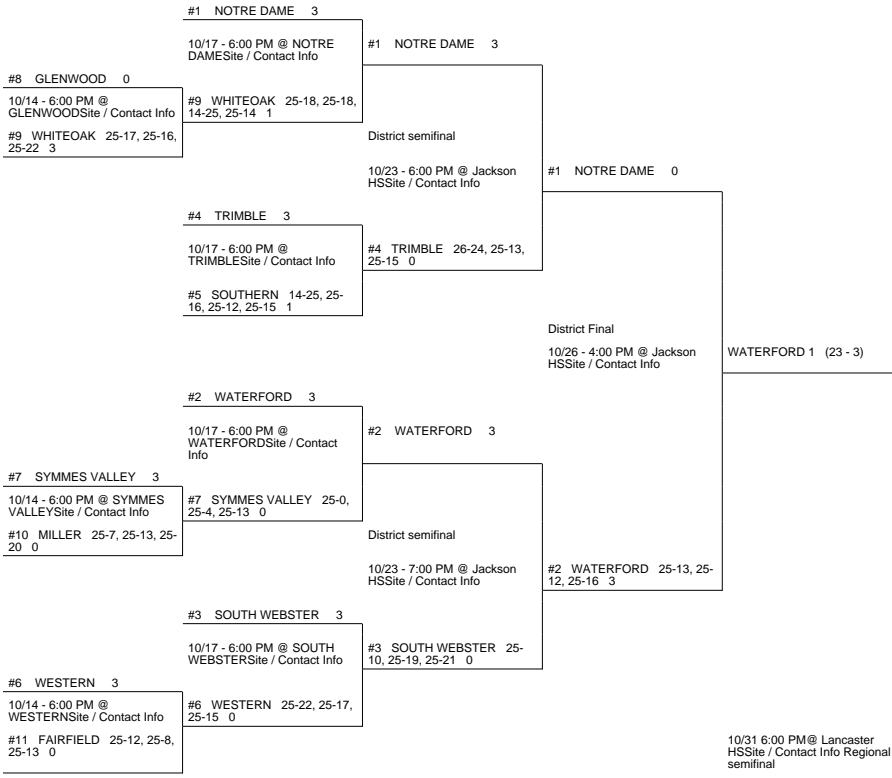 #1 NOTRE DAME 3
10/17 - 6:00 PM @ NOTRE
DAMESite / Contact Info
#1 NOTRE DAME 3
#8 GLENWOOD 0
10/14 - 6:00 PM @
GLENWOODSite / Contact Info
#9 WHITEOAK 25-18, 25-18,
14-25, 25-14 1
#9 WHITEOAK 25-17, 25-16,
25-22 3
District semifinal
10/23 - 6:00 PM @ Jackson
HSSite / Contact Info
#1 NOTRE DAME 0
#4 TRIMBLE 3
10/17 - 6:00 PM @
TRIMBLESite / Contact Info
#4 TRIMBLE 26-24, 25-13,
25-15 0
#5 SOUTHERN 14-25, 25-
16, 25-12, 25-15 1
District Final
10/26 - 4:00 PM @ Jackson
HSSite / Contact Info
WATERFORD 1 (23 - 3)
#2 WATERFORD 3
10/17 - 6:00 PM @
WATERFORDSite / Contact
Info
#2 WATERFORD 3
#7 SYMMES VALLEY 3
10/14 - 6:00 PM @ SYMMES
VALLEYSite / Contact Info
#7 SYMMES VALLEY 25-0,
25-4, 25-13 0
#10 MILLER 25-7, 25-13, 25-
20 0
District semifinal
10/23 - 7:00 PM @ Jackson
HSSite / Contact Info
#2 WATERFORD 25-13, 25-
12, 25-16 3
#3 SOUTH WEBSTER 3
10/17 - 6:00 PM @ SOUTH
WEBSTERSite / Contact Info
#3 SOUTH WEBSTER 25-
10, 25-19, 25-21 0
#6 WESTERN 3
10/14 - 6:00 PM @
WESTERNSite / Contact Info
#6 WESTERN 25-22, 25-17,
25-15 0
#11 FAIRFIELD 25-12, 25-8,
25-13 0
10/31 6:00 PM@ Lancaster
HSSite / Contact Info Regional
semifinal